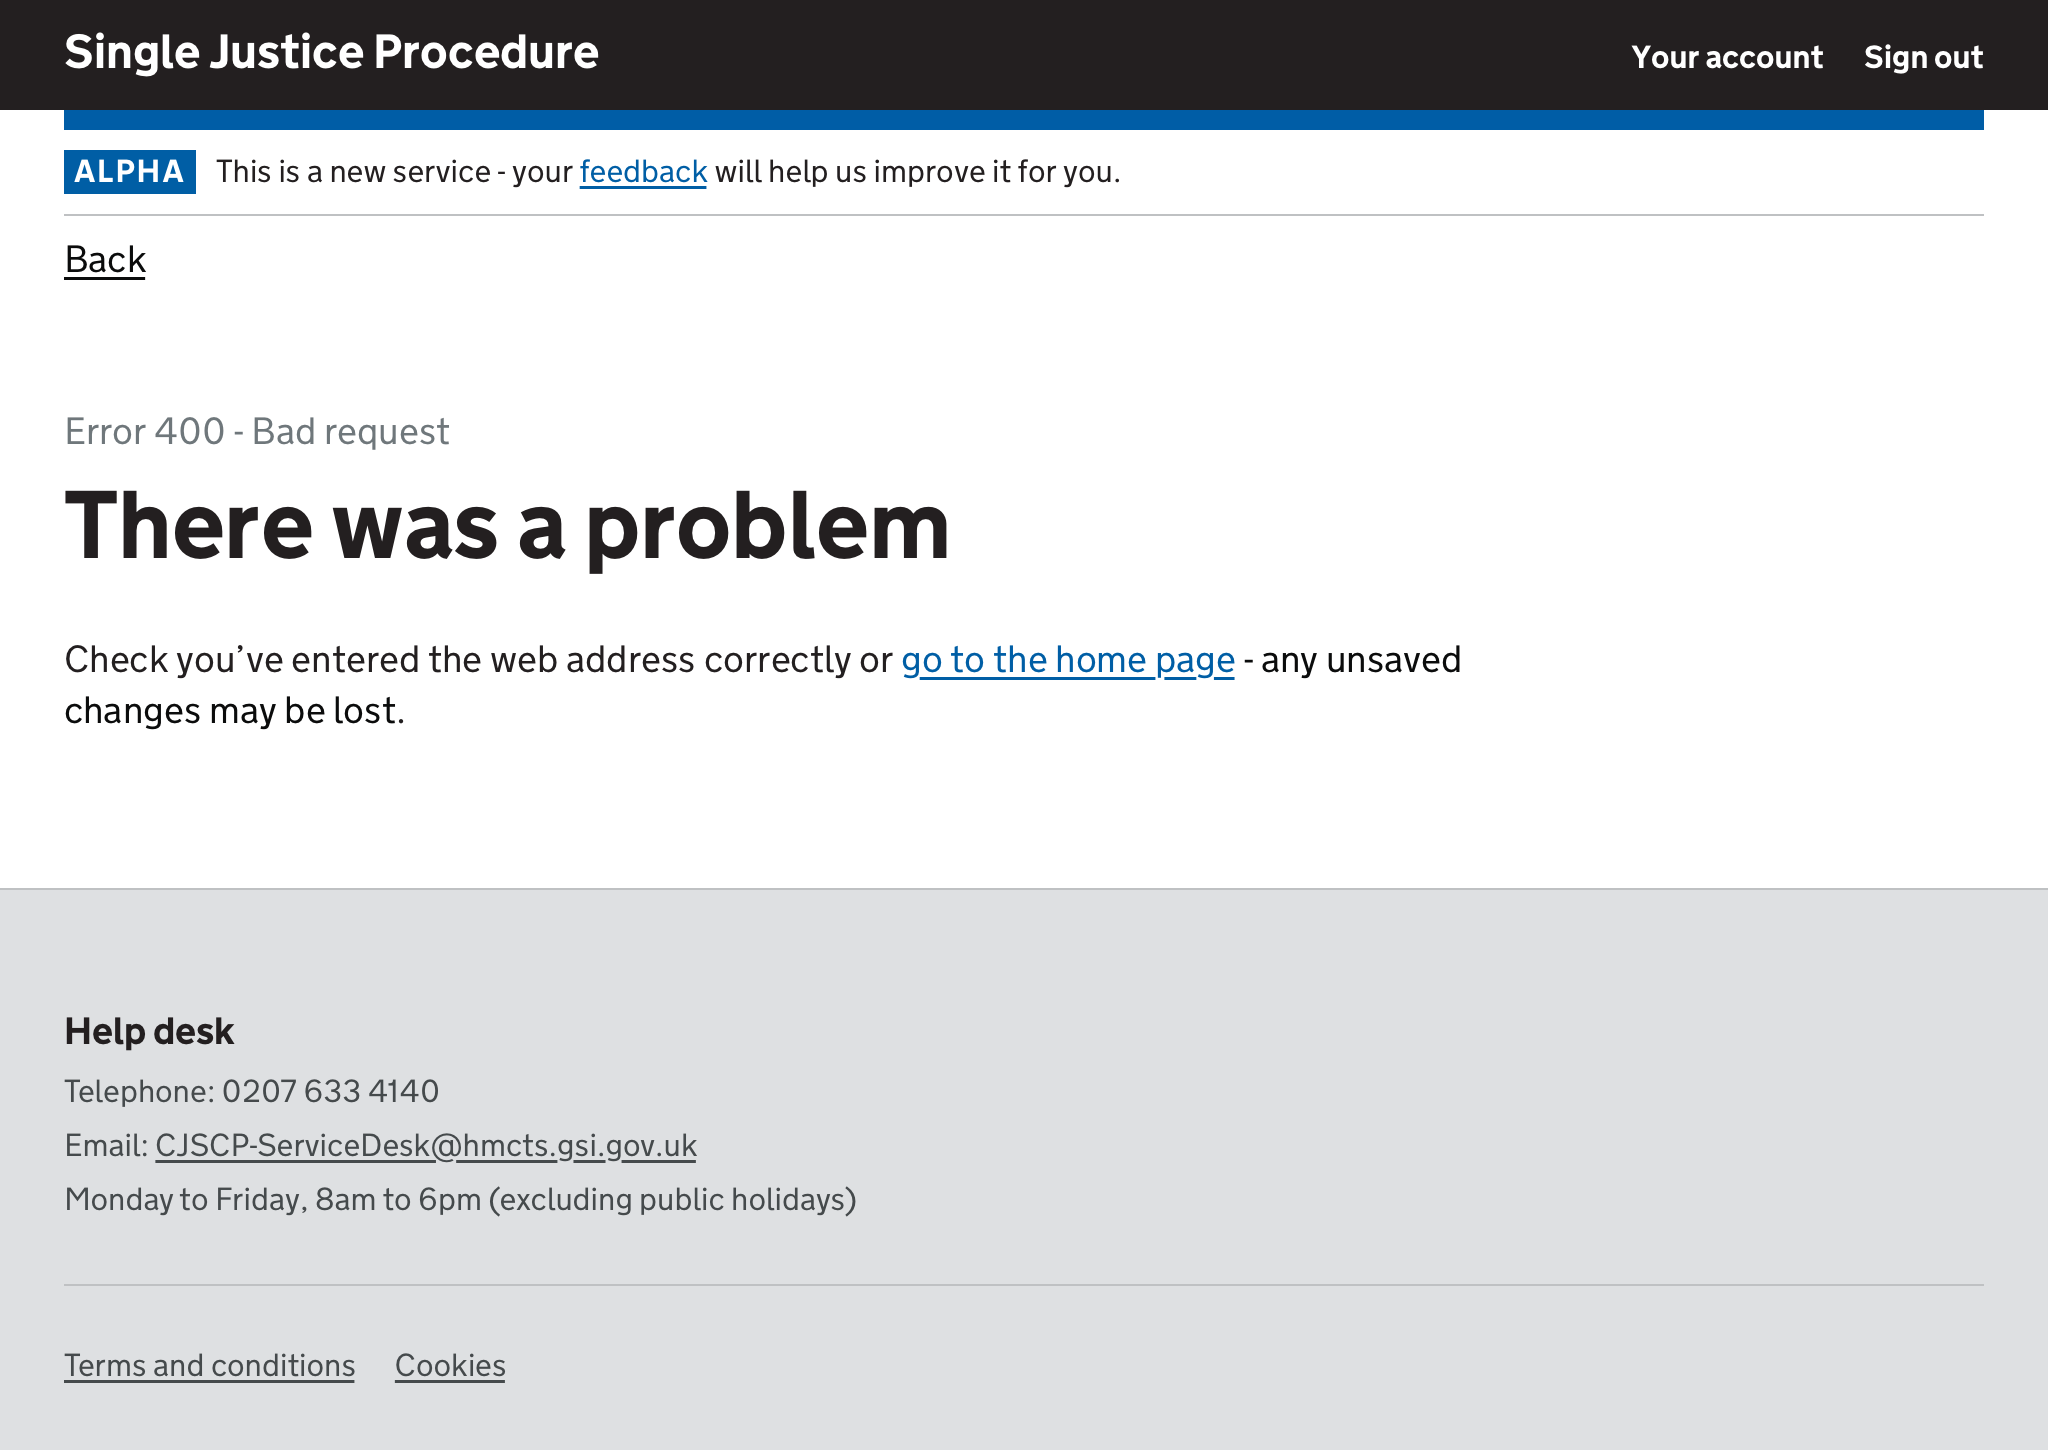 Single Justice Procedure Your account Sign out
ALPHA This is a new service - your feedback will help us improve it for you.
Back
Error 400 - Bad request
There was a problem
Check you’ve entered the web address correctly or go to the home page - any unsaved
changes may be lost.
Help desk
Telephone: 0207 633 4140
Email: CJSCP-ServiceDesk@hmcts.gsi.gov.uk
Monday to Friday, 8am to 6pm (excluding public holidays)
Terms and conditions Cookies